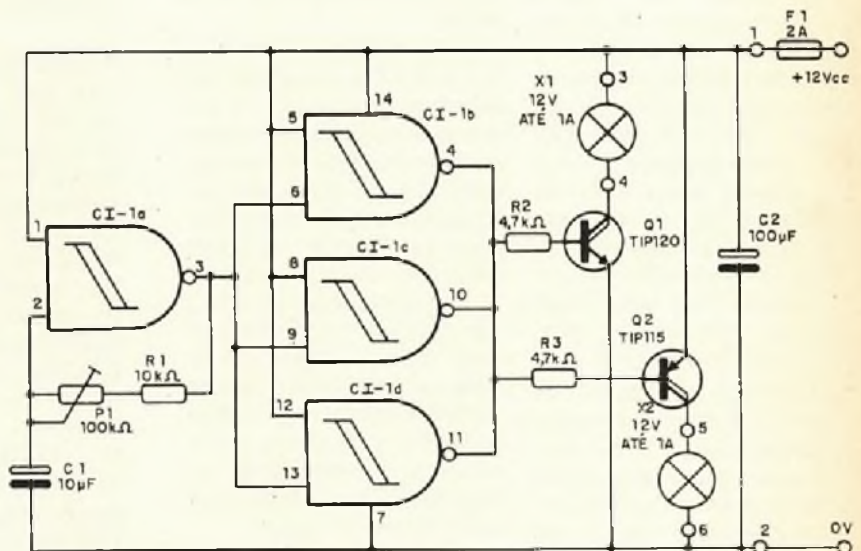 F1
2A
1
+12Vcc
X1
12V
ATÉ 1A
3
4
14
CI-1b
5
6
4
CI-1a
1
2
3
R2
4,7kΩ
Q1
TIP120
C2
100µF
CI-1c
8
9
10
R3
4,7kΩ
Q2
TIP115
R1
10kΩ
P1
100kΩ
CI-1d
12
13
11
7
X2
12V
ATÉ 1A
5
6
C1
10µF
2
0V